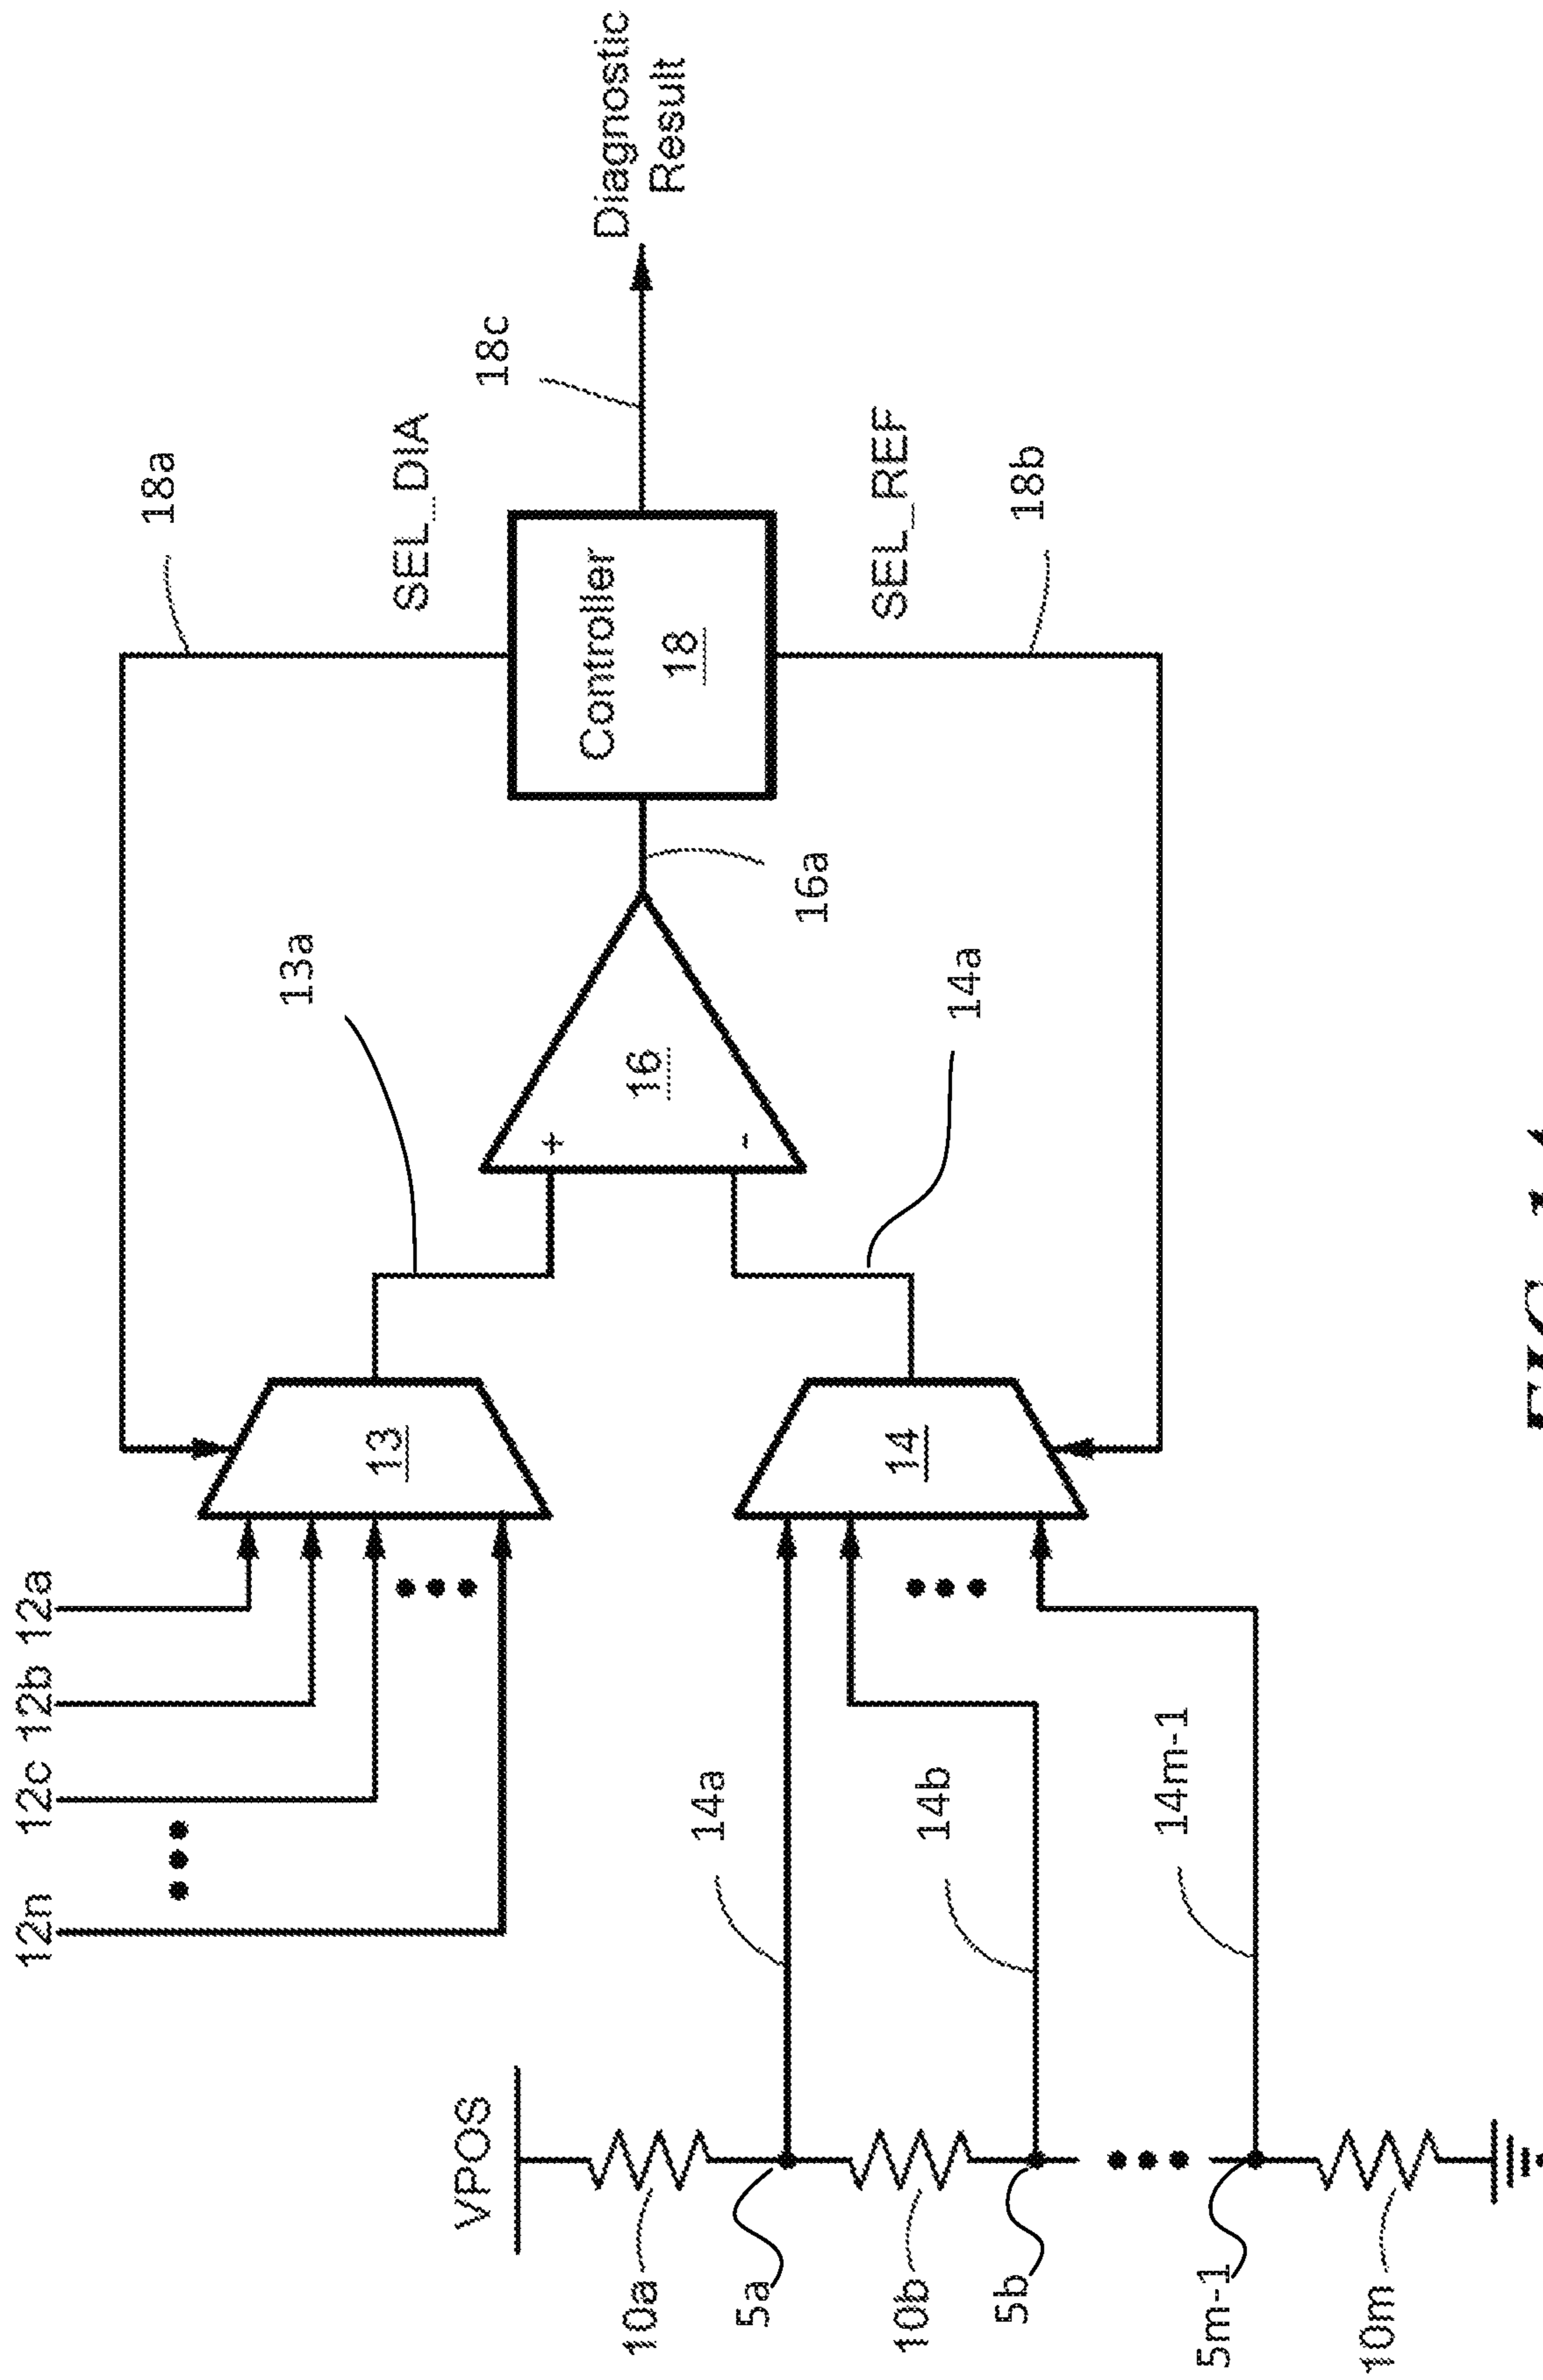 12n 12c 12b 12a
18a
13a
SEL_DIA
13
+
16
-
16a
Controller
18
18c
Diagnostic
Result
SEL_REF
18b
14a
14
VPOS
10a
5a
14a
10b
5b
14b
5m-1
14m-1
10m